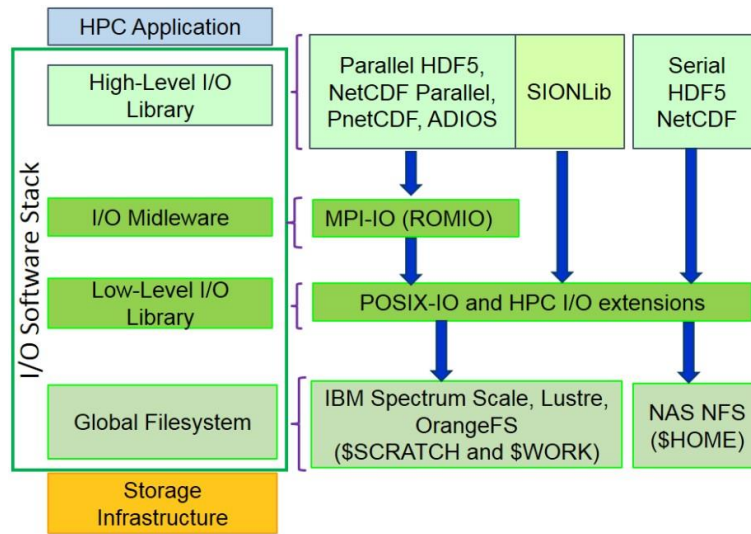 HPC Application
I/O Software Stack
High-Level I/O
Library
Parallel HDF5,
NetCDF Parallel,
PnetCDF, ADIOS
SIONLib
Serial
HDF5
NetCDF
I/O Midleware
MPI-IO (ROMIO)
Low-Level I/O
Library
POSIX-IO and HPC I/O extensions
Global Filesystem
IBM Spectrum Scale, Lustre,
OrangeFS
($SCRATCH and $WORK)
NAS NFS
($HOME)
Storage
Infrastructure